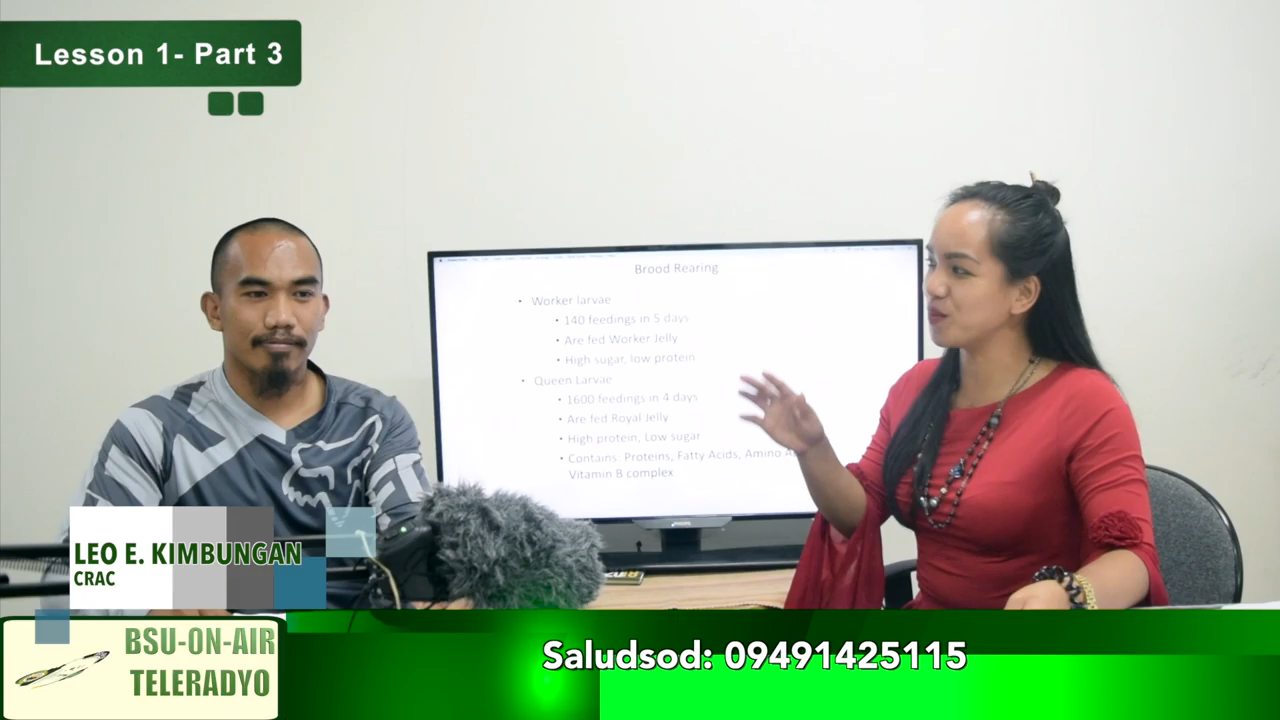 Lesson 1- Part 3
Brood Rearing
• Worker larvae
• 140 feedings in 5 days
• Are fed Worker Jelly
• High sugar, low protein
• Queen Larvae
• 1600 feedings in 4 days
• Are fed Royal Jelly
• High protein, Low sugar
• Contains: Proteins, Fatty Acids, Amino
Vitamin B complex
LEO E. KIMBUNGAN
CRAC
BSU-ON-AIR
TELERADYO
Saludsod: 09491425115